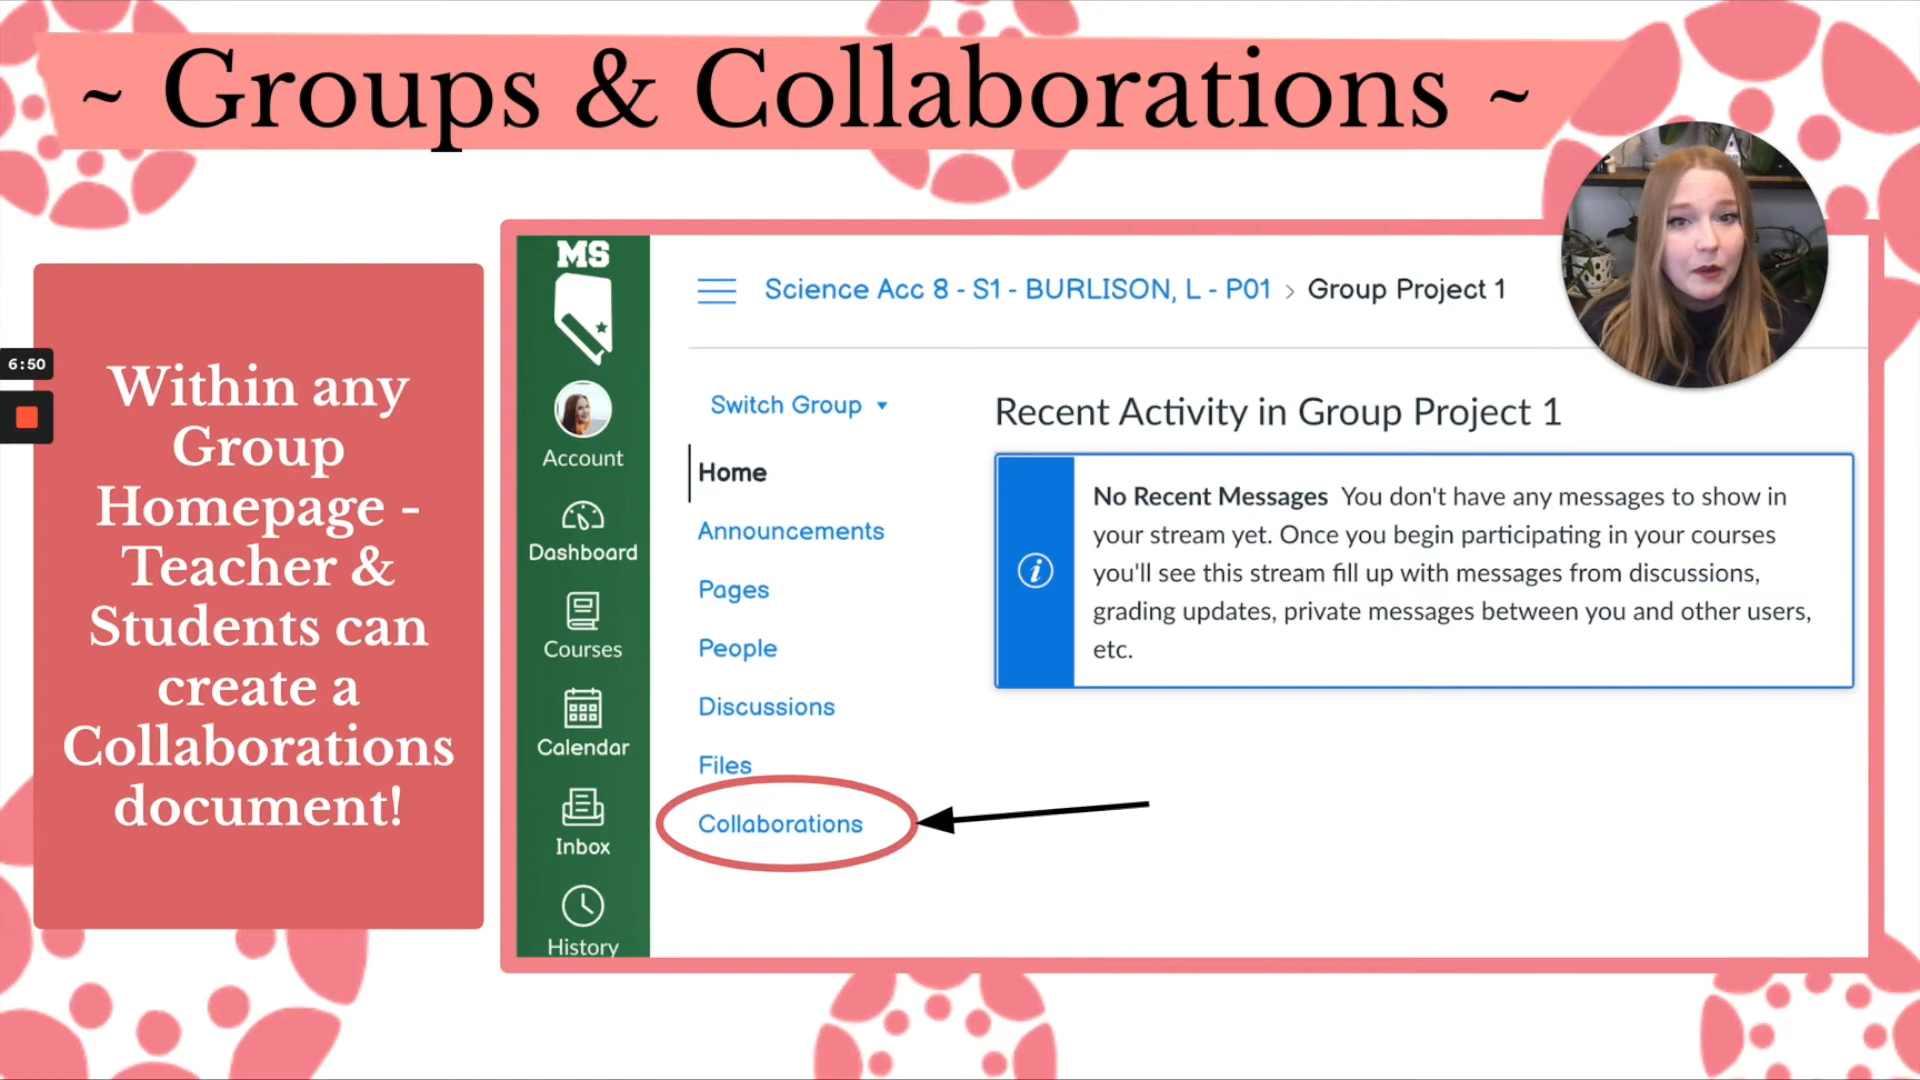 ~ Groups & Collaborations ~
6:50
Within any
Group
Homepage -
Teacher &
Students can
create a
Collaborations
document!
MS
Account
Dashboard
Courses
Calendar
Inbox
History
Science Acc 8 - S1 - BURLISON, L - P01 > Group Project 1
Switch Group
Home
Announcements
Pages
People
Discussions
Files
Collaborations
Recent Activity in Group Project 1
No Recent Messages You don't have any messages to show in
your stream yet. Once you begin participating in your courses
you'll see this stream fill up with messages from discussions,
grading updates, private messages between you and other users,
etc.